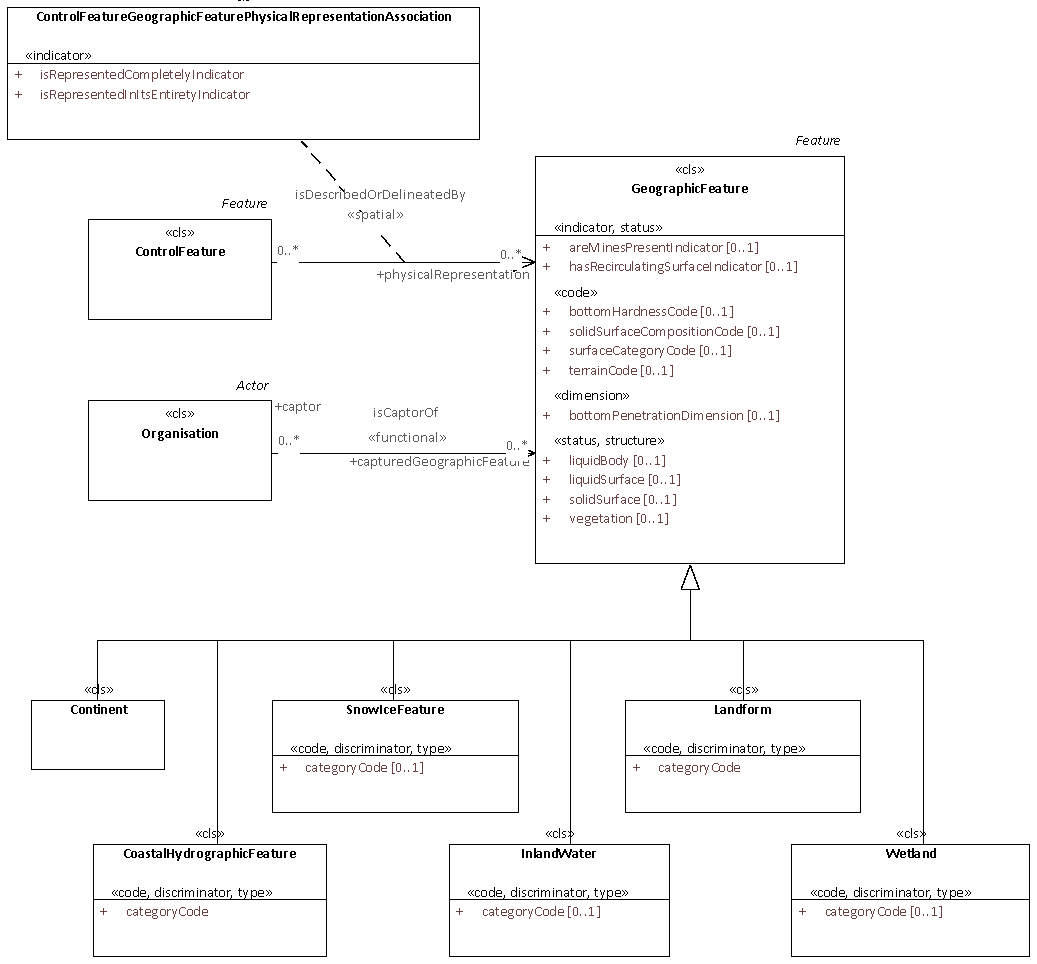 ControlFeatureGeographicFeaturePhysicalRepresentationAssociation
«indicator»
+ isRepresentedCompletelyIndicator
+ isRepresentedInItsEntiretyIndicator
Feature
«cls»
GeographicFeature
«indicator, status»
+ areMinesPresentIndicator [0..1]
+ hasRecirculatingSurfaceIndicator [0..1]
«code»
+ bottomHardnessCode [0..1]
+ solidSurfaceCompositionCode [0..1]
+ surfaceCategoryCode [0..1]
+ terrainCode [0..1]
«dimension»
+ bottomPenetrationDimension [0..1]
«status, structure»
+ liquidBody [0..1]
+ liquidSurface [0..1]
+ solidSurface [0..1]
+ vegetation [0..1]
isDescribedOrDelineatedBy
«spatial»
Feature
«cls»
ControlFeature
0..*
0..*
+physicalRepresentation
Actor
«cls»
Organisation
+captor
0..*
isCaptorOf
«functional»
0..*
+capturedGeographicFeature
«cls»
Continent
«cls»
SnowIceFeature
«code, discriminator, type»
+ categoryCode [0..1]
«cls»
Landform
«code, discriminator, type»
+ categoryCode
«cls»
CoastalHydrographicFeature
«code, discriminator, type»
+ categoryCode
«cls»
InlandWater
«code, discriminator, type»
+ categoryCode [0..1]
«cls»
Wetland
«code, discriminator, type»
+ categoryCode [0..1]